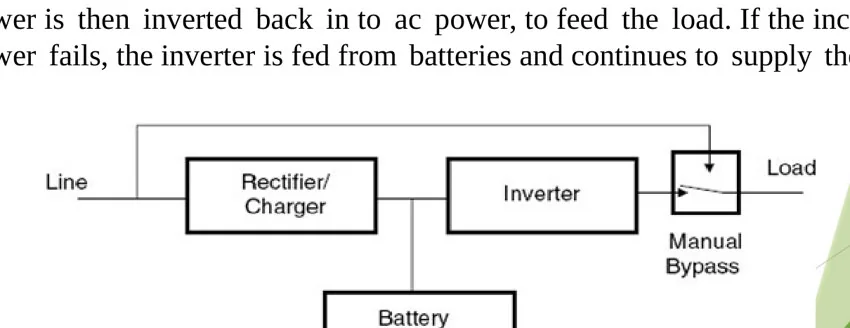 wer is then inverted back in to ac power, to feed the load. If the inc
wer fails, the inverter is fed from batteries and continues to supply the
Line
Rectifier/
Charger
Inverter
Load
Manual
Bypass
Battery